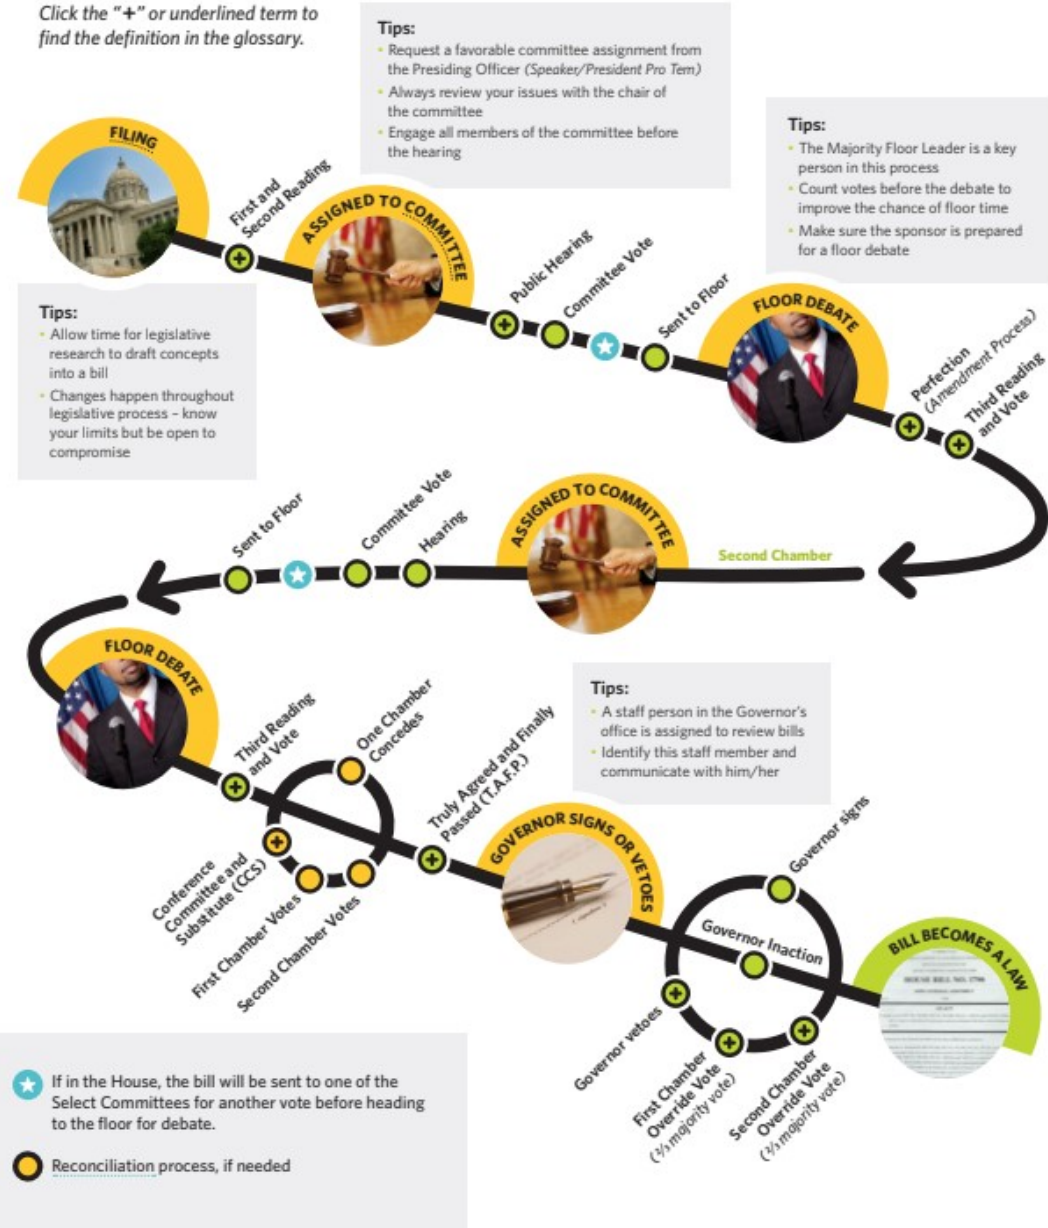 Click the “+” or underlined term to
find the definition in the glossary.
Tips:
• Request a favorable committee assignment from
the Presiding Officer (Speaker/President Pro Tem)
• Always review your issues with the chair of
the committee
• Engage all members of the committee before
the hearing
Tips:
• The Majority Floor Leader is a key
person in this process
• Count votes before the debate to
improve the chance of floor time
• Make sure the sponsor is prepared
for a floor debate
FILING
First and
Second Reading
ASSIGNED TO COMMITTEE
Public Hearing
Committee Vote
Sent to Floor
FLOOR DEBATE
Perfection
(Amendment Process)
Third Reading
and Vote
Tips:
• Allow time for legislative
research to draft concepts
into a bill
• Changes happen throughout
legislative process – know
your limits but be open to
compromise
Second Chamber
ASSIGNED TO COMMITTEE
Hearing
Committee Vote
Sent to Floor
FLOOR DEBATE
Third Reading
and Vote
One Chamber
Concedes
Conference
Committee and
Substitute (CCS)
First Chamber Votes
Second Chamber Votes
Truly Agreed and Finally
Passed (T.A.F.P.)
Tips:
• A staff person in the Governor's
office is assigned to review bills
• Identify this staff member and
communicate with him/her
GOVERNOR SIGNS OR VETOES
Governor signs
Governor Inaction
Governor vetoes
First Chamber
Override Vote
(⅔ majority vote)
Second Chamber
Override Vote
(⅔ majority vote)
BILL BECOMES A LAW
If in the House, the bill will be sent to one of the
Select Committees for another vote before heading
to the floor for debate.
Reconciliation process, if needed